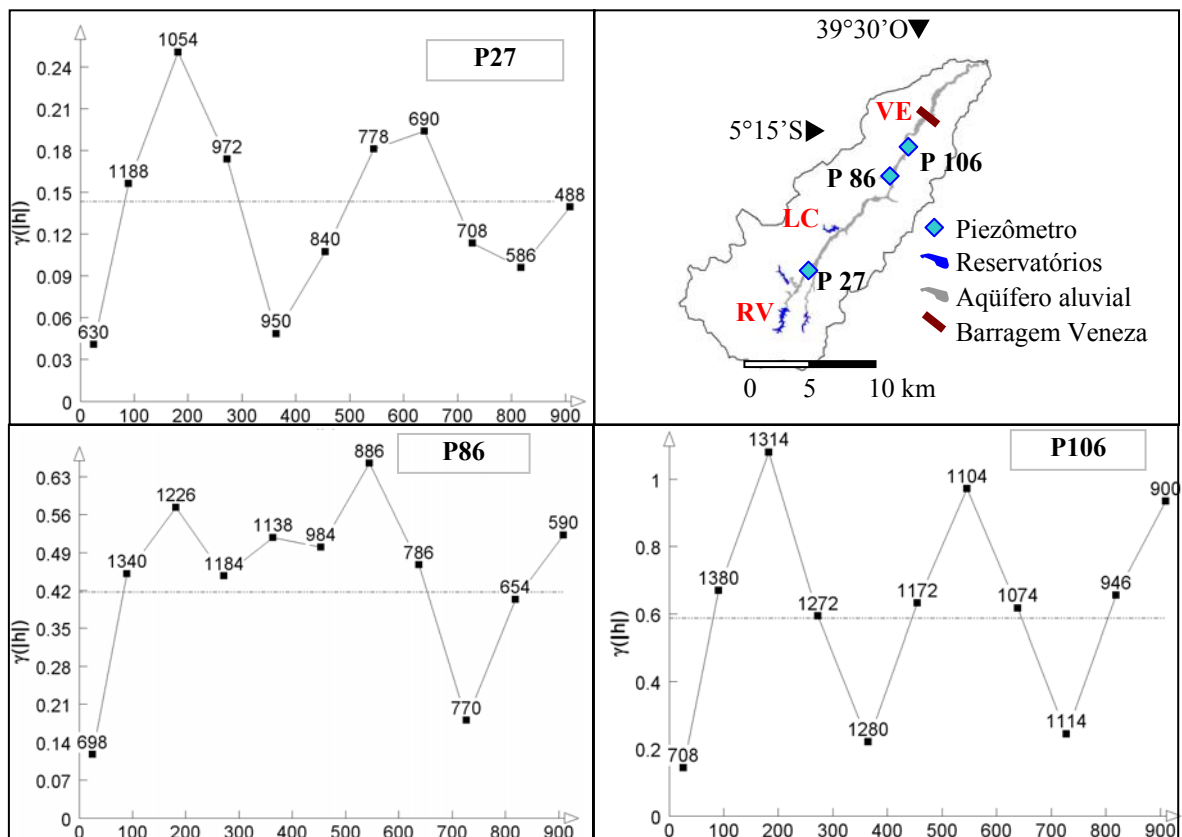 P27
γ(|h|)
0.24
0.21
0.18
0.15
0.12
0.09
0.06
0.03
0
630
1188
1054
972
950
840
778
690
708
586
488
0 100 200 300 400 500 600 700 800 900
39°30’O
5°15’S
VE
P 106
P 86
LC
P 27
RV
Piezômetro
Reservatórios
Aqüífero aluvial
Barragem Veneza
0 5 10 km
P86
γ(|h|)
0.63
0.56
0.49
0.42
0.35
0.28
0.21
0.14
0.07
0
698
1340
1226
1184
1138
984
886
786
770
654
590
0 100 200 300 400 500 600 700 800 900
P106
γ(|h|)
1
0.8
0.6
0.4
0.2
0
708
1380
1314
1272
1280
1172
1104
1074
1114
946
900
0 100 200 300 400 500 600 700 800 900